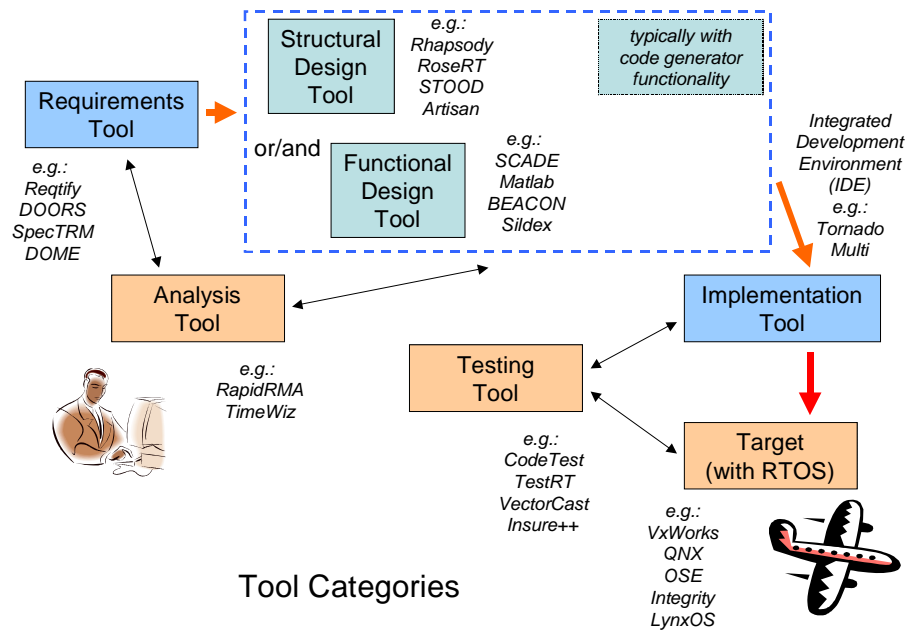 Structural
Design
Tool
e.g.:
Rhapsody
RoseRT
STOOD
Artisan
typically with
code generator
functionality
Requirements
Tool
or/and
Functional
Design
Tool
e.g.:
SCADE
Matlab
BEACON
Sildex
Integrated
Development
Environment
(IDE)
e.g.:
Tornado
Multi
e.g.:
Reqtify
DOORS
SpecTRM
DOME
Analysis
Tool
Implementation
Tool
e.g.:
RapidRMA
TimeWiz
Testing
Tool
Target
(with RTOS)
e.g.:
CodeTest
TestRT
VectorCast
Insure++
e.g.:
VxWorks
QNX
OSE
Integrity
LynxOS
Tool Categories